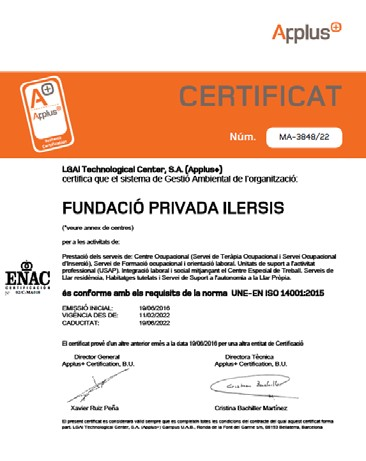 Applus+
CERTIFICAT
A+
Applus+
Núm. MA-3848/22
LGAI Technological Center, S.A. (Applus+)
certifica que el sistema de Gestió Ambiental de l'organització:
FUNDACIÓ PRIVADA ILERSIS
(*veure annex de centres)
per a les activitats de:
Prestació dels serveis de: Centre Ocupacional (Servei de Teràpia Ocupacional i Servei Ocupacional
d'Inserció). Servei de Formació ocupacional i orientació laboral. Unitats de suport a l'activitat
professional (USAP). Integració laboral i social mitjançant el Centre Especial de Treball. Serveis de
Llar residència, Habitatges tutelats i Servei de Suport a l'autonomia a la Llar Pròpia.
ENAC
CERTIFICACIÓN
és conforme amb els requisits de la norma UNE-EN ISO 14001:2015
EMISSIÓ INICIAL: 19/06/2016
VIGÈNCIA DES DE: 11/02/2022
CADUCITAT: 19/06/2022
El certificat prové d'un altre anterior emès a la data 19/06/2016 per una altra entitat de Certificació
Director General Directora Tècnica
Applus+ Certification, B.U. Applus+ Certification, B.U.
Cristina Bachiller
Xavier Ruiz Peña Cristina Bachiller Martínez
El present certificat es considerarà vàlid sempre que es compleixin totes les condicions del contracte del qual aquest certificat forma
part. LGAI Technological Center, S.A. (Applus+) Campus U.A.B., Ronda de la Font del Carme s/n, 08193 Bellaterra, Barcelona